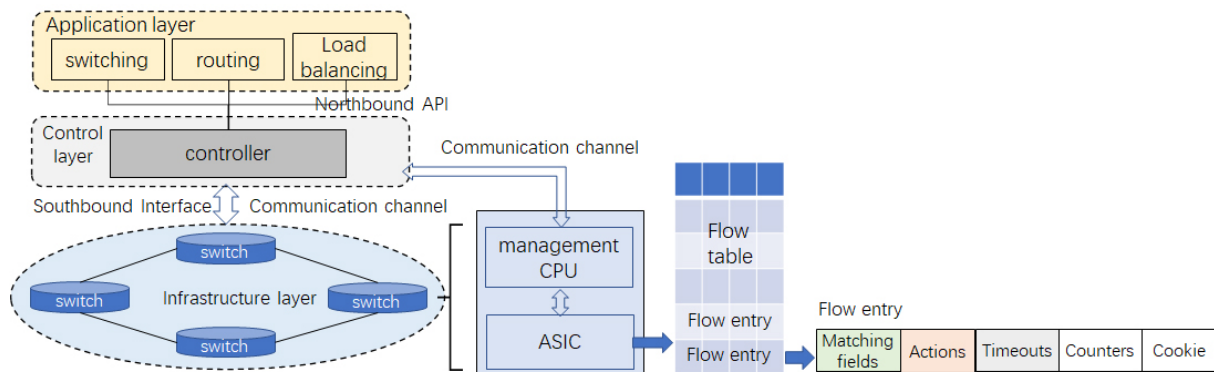 Application layer
switching
routing
Load
balancing
Northbound API
Control
layer
controller
Communication channel
Southbound Interface
Communication channel
switch
switch
Infrastructure layer
switch
switch
management
CPU
ASIC
Flow
table
Flow entry
Flow entry
Flow entry
Matching
fields
Actions
Timeouts
Counters
Cookie